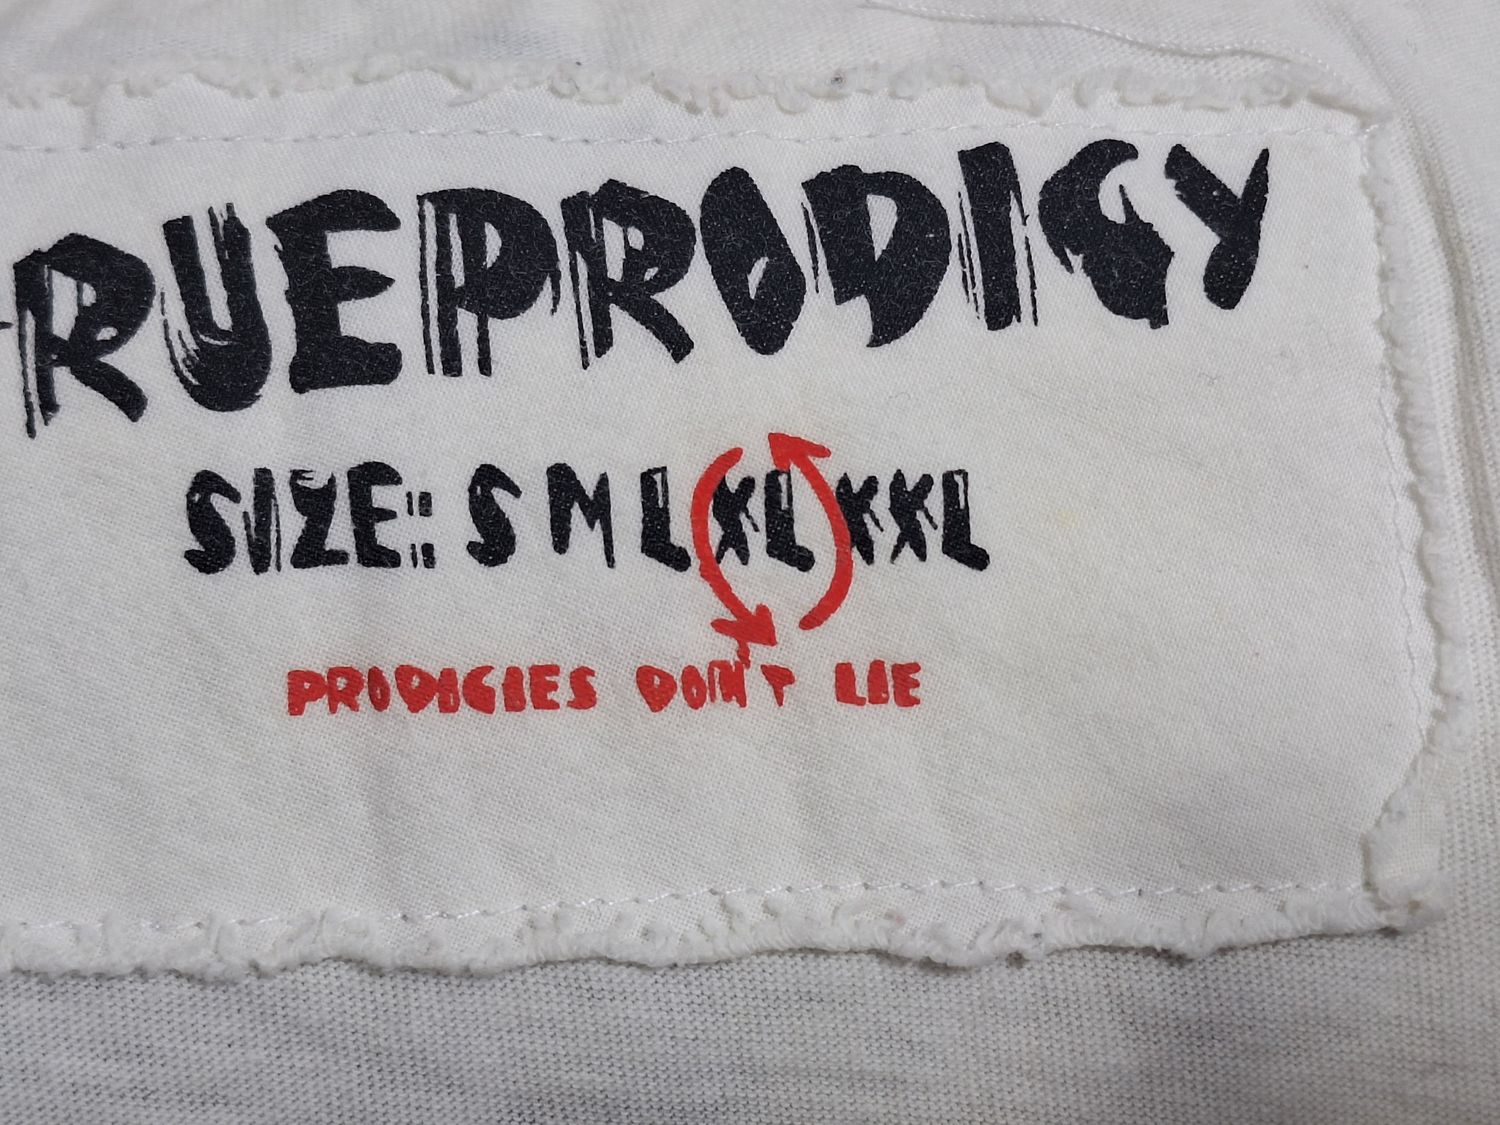 RUEPRODIGY
SIZE: S M L XL XXL
PRODIGIES DON'T LIE